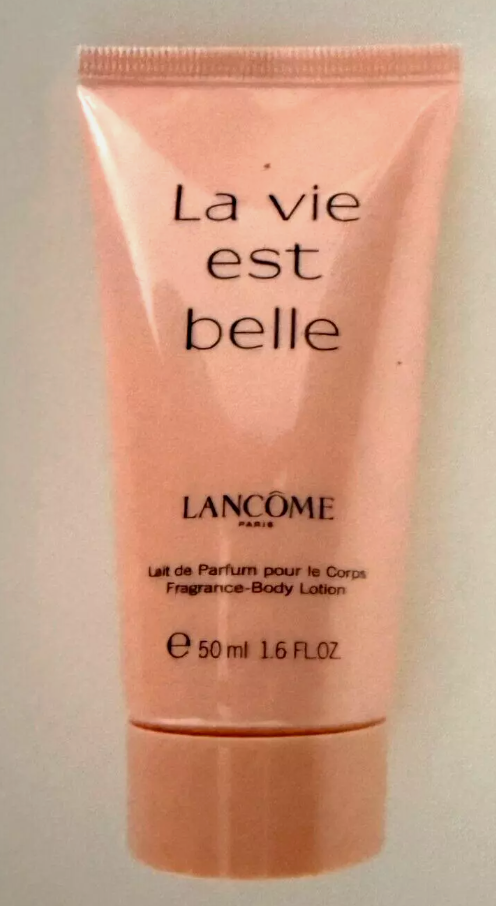 La vie
est
belle
LANCÔME
PARIS
Lait de Parfum pour le Corps
Fragrance-Body Lotion
e 50 ml 1.6 FL.OZ